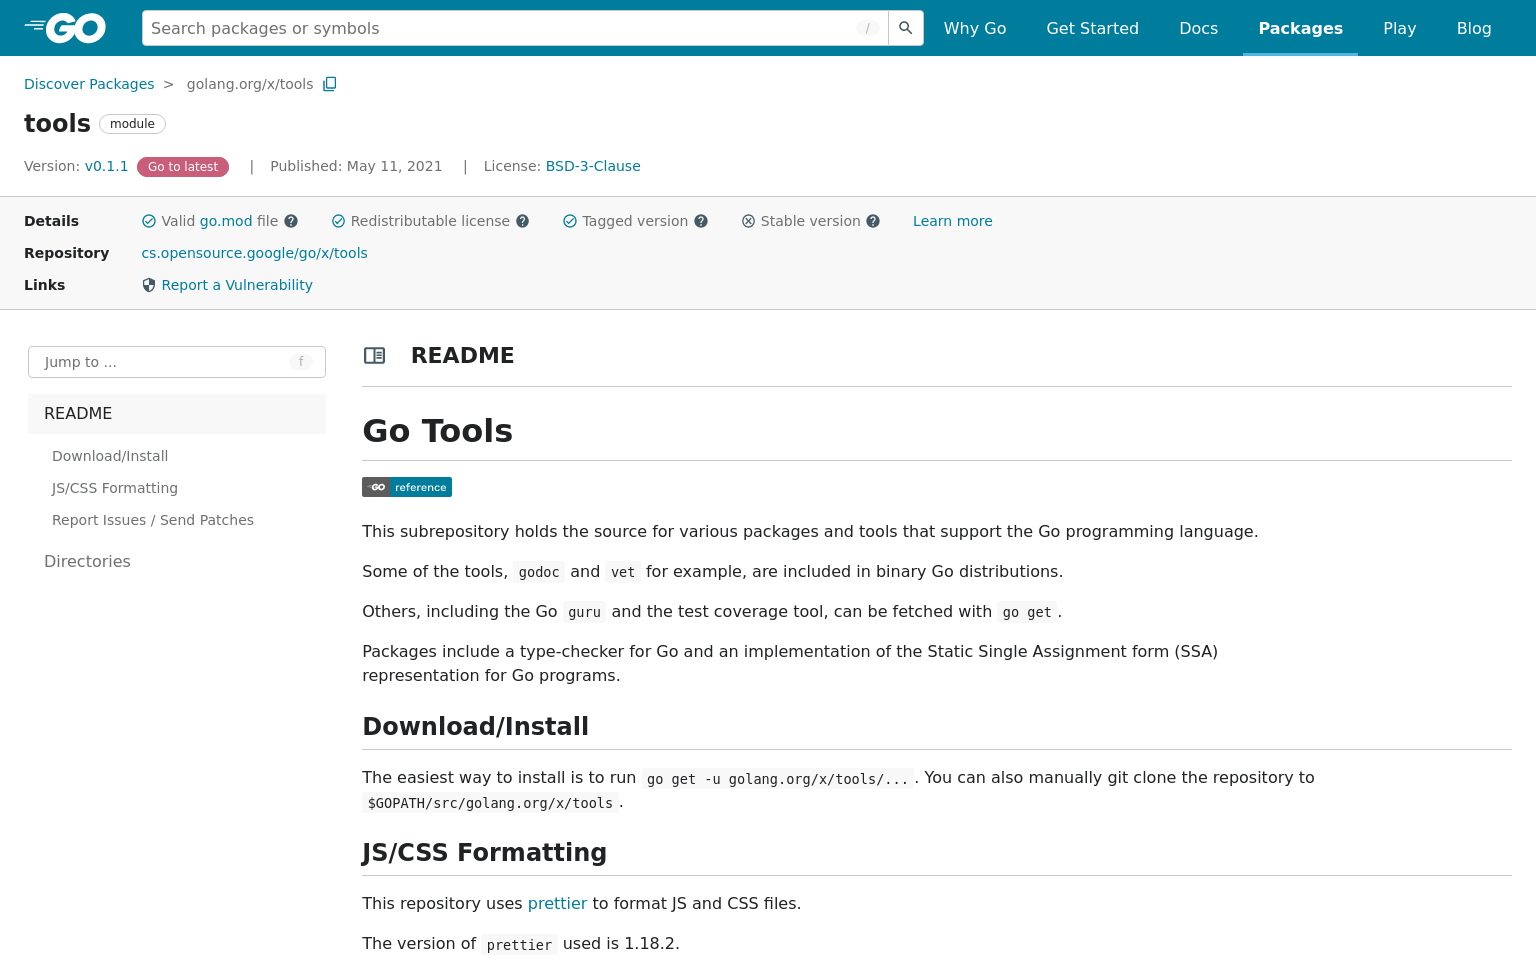 GO
Search packages or symbols /
Why Go Get Started Docs Packages Play Blog
Discover Packages > golang.org/x/tools
tools module
Version: v0.1.1 Go to latest | Published: May 11, 2021 | License: BSD-3-Clause
Details Valid go.mod file Redistributable license Tagged version Stable version Learn more
Repository cs.opensource.google/go/x/tools
Links Report a Vulnerability
Jump to ... f
README
Download/Install
JS/CSS Formatting
Report Issues / Send Patches
Directories
README
Go Tools
GO reference
This subrepository holds the source for various packages and tools that support the Go programming language.
Some of the tools, godoc and vet for example, are included in binary Go distributions.
Others, including the Go guru and the test coverage tool, can be fetched with go get.
Packages include a type-checker for Go and an implementation of the Static Single Assignment form (SSA)
representation for Go programs.
Download/Install
The easiest way to install is to run go get -u golang.org/x/tools/.... You can also manually git clone the repository to
$GOPATH/src/golang.org/x/tools.
JS/CSS Formatting
This repository uses prettier to format JS and CSS files.
The version of prettier used is 1.18.2.